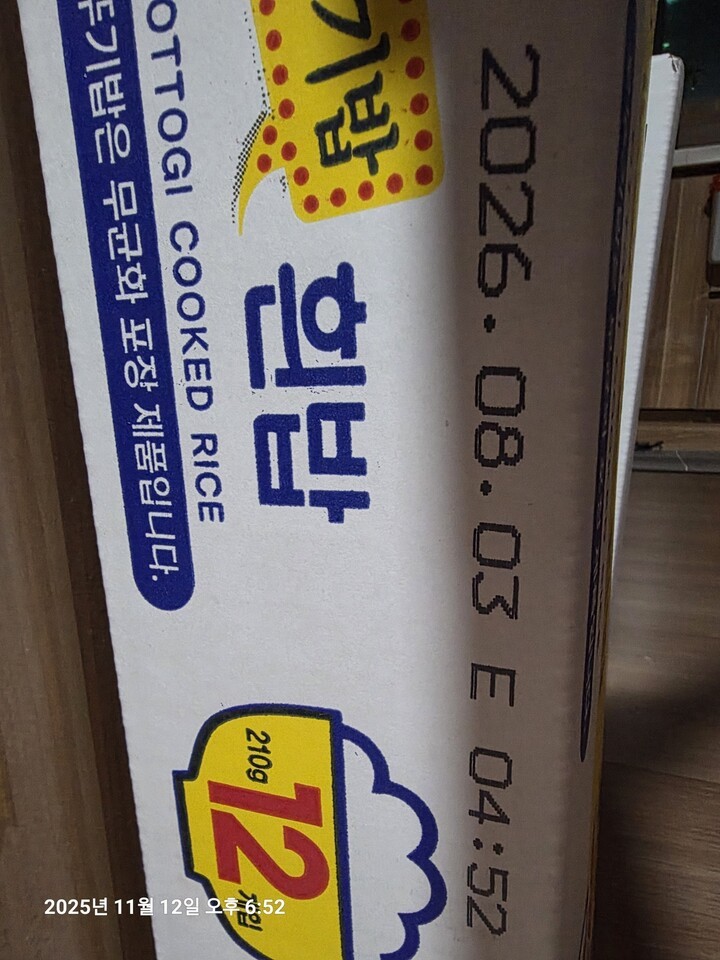 기밥
흰밥
OTTOGI COOKED RICE
뚜기밥은 무균화 포장 제품입니다.
2026.08.03 E 04:52
210g
12
개입
2025년 11월 12일 오후 6:52